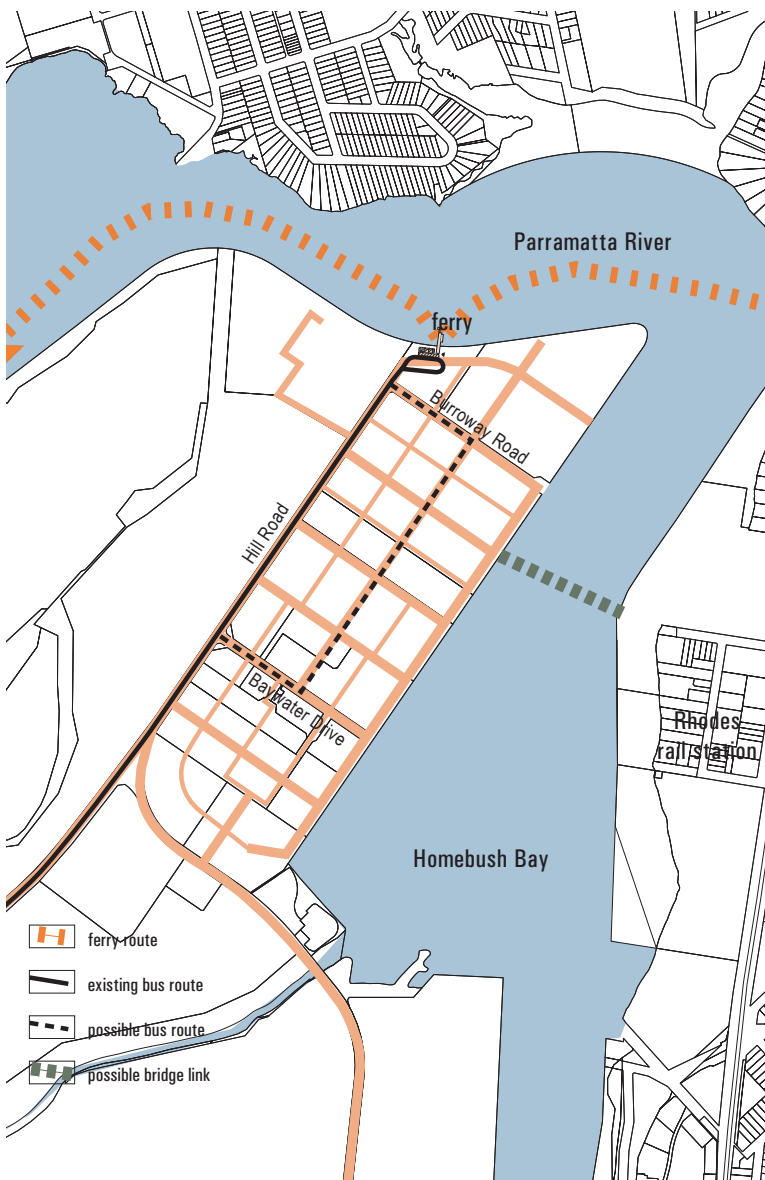 Parramatta River
ferry
Burroway Road
Hill Road
Baywater Drive
Rhodes
rail station
Homebush Bay
ferry route
existing bus route
possible bus route
possible bridge link